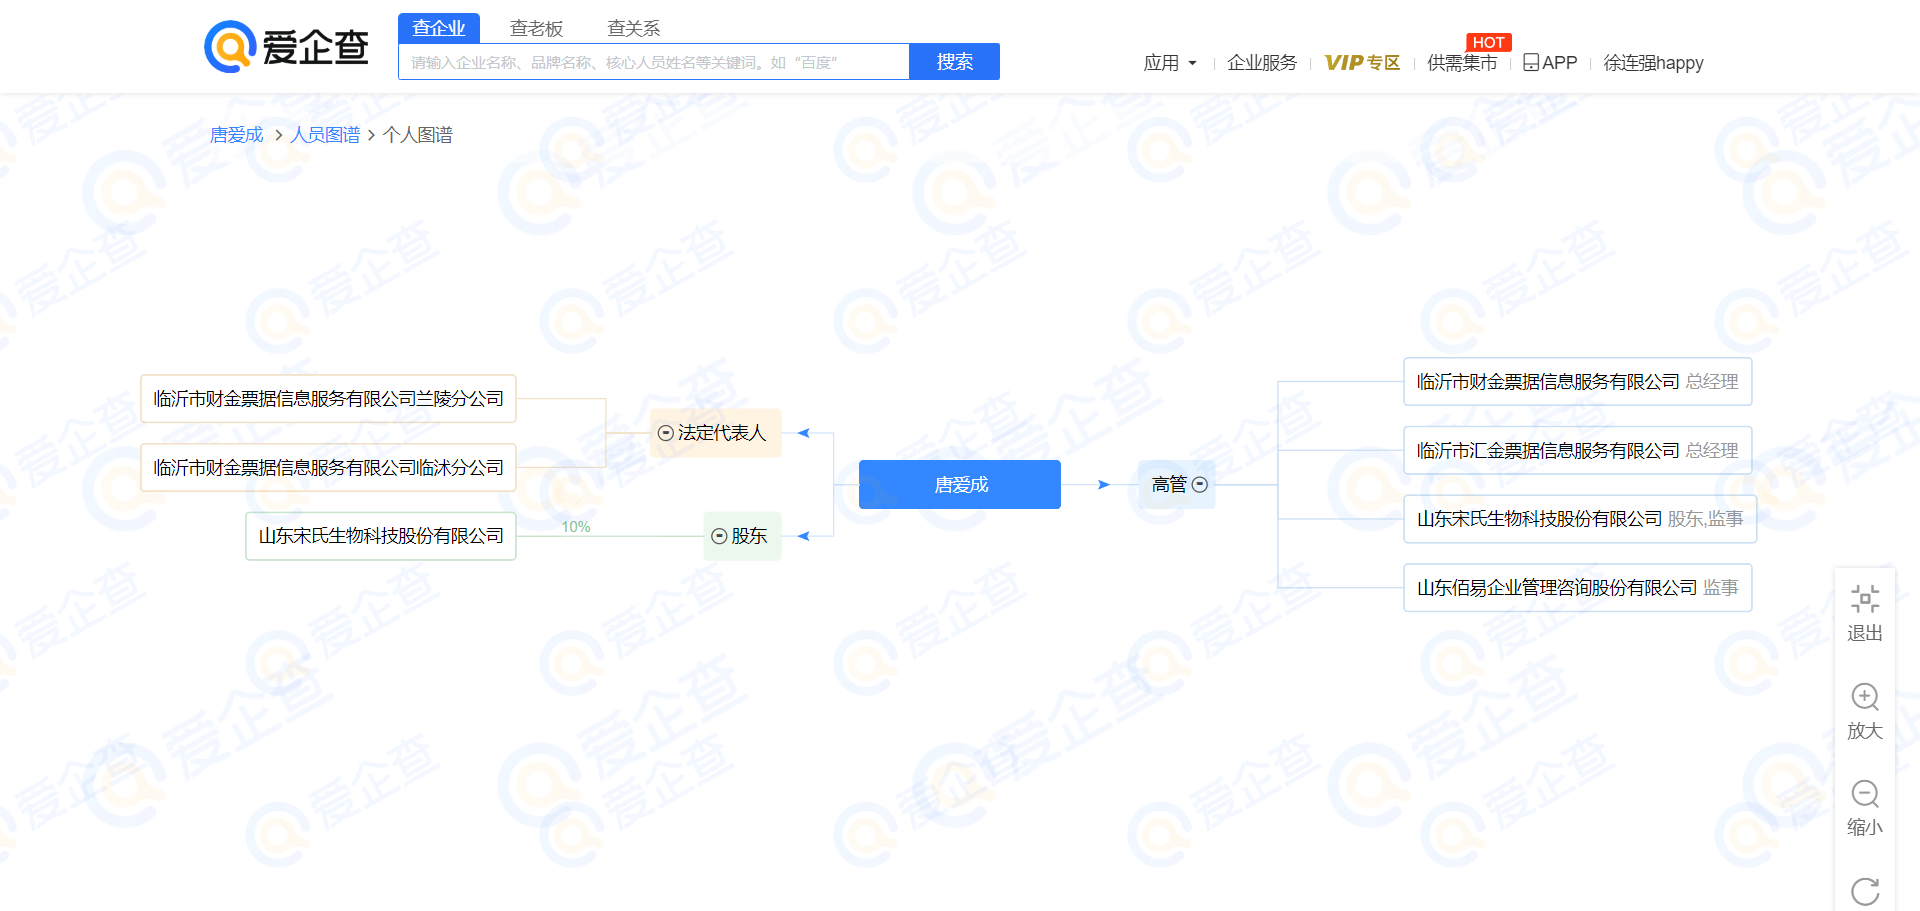 爱企查
查企业 查老板 查关系
请输入企业名称、品牌名称、核心人员姓名等关键词。如“百度” 搜索
应用 企业服务 VIP专区 供需集市 HOT APP 徐连强happy
唐爱成 > 人员图谱 > 个人图谱
临沂市财金票据信息服务有限公司兰陵分公司
临沂市财金票据信息服务有限公司临沭分公司
法定代表人
山东宋氏生物科技股份有限公司
10%
股东
唐爱成
高管
临沂市财金票据信息服务有限公司 总经理
临沂市汇金票据信息服务有限公司 总经理
山东宋氏生物科技股份有限公司 股东,监事
山东佰易企业管理咨询股份有限公司 监事
退出
放大
缩小